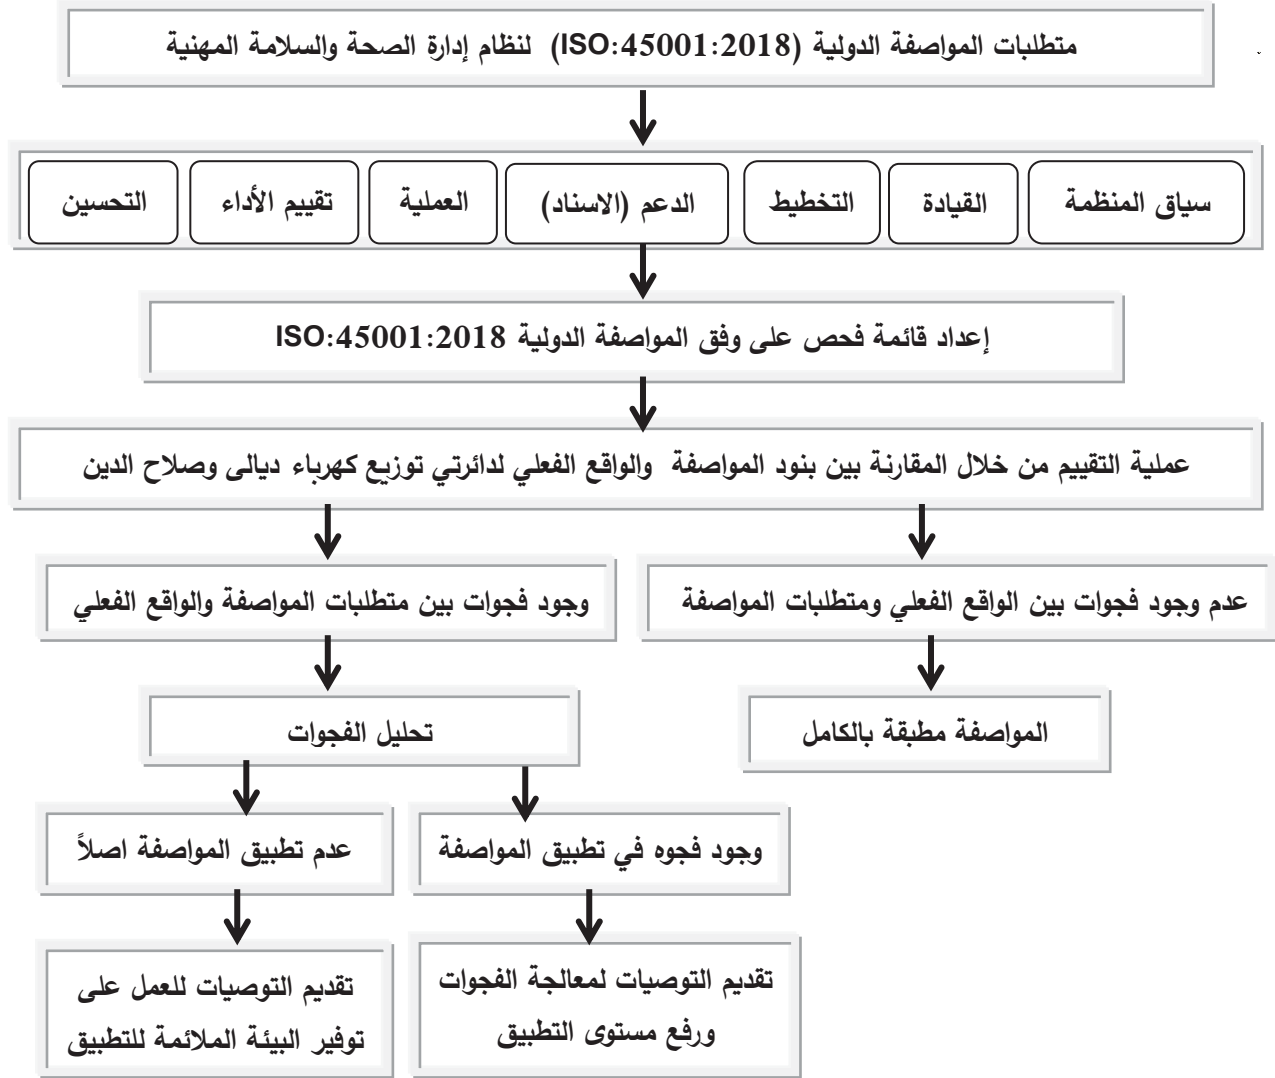 متطلبات المواصفة الدولية (ISO:45001:2018) لنظام إدارة الصحة والسلامة المهنية
سياق المنظمة
القيادة
التخطيط
الدعم (الاسناد)
العملية
تقييم الأداء
التحسين
إعداد قائمة فحص على وفق المواصفة الدولية ISO:45001:2018
عملية التقييم من خلال المقارنة بين بنود المواصفة والواقع الفعلي لدائرتي توزيع كهرباء ديالى وصلاح الدين
عدم وجود فجوات بين الواقع الفعلي ومتطلبات المواصفة
وجود فجوات بين متطلبات المواصفة والواقع الفعلي
المواصفة مطبقة بالكامل
تحليل الفجوات
وجود فجوه في تطبيق المواصفة
عدم تطبيق المواصفة اصلاً
تقديم التوصيات لمعالجة الفجوات
ورفع مستوى التطبيق
تقديم التوصيات للعمل على
توفير البيئة الملائمة للتطبيق